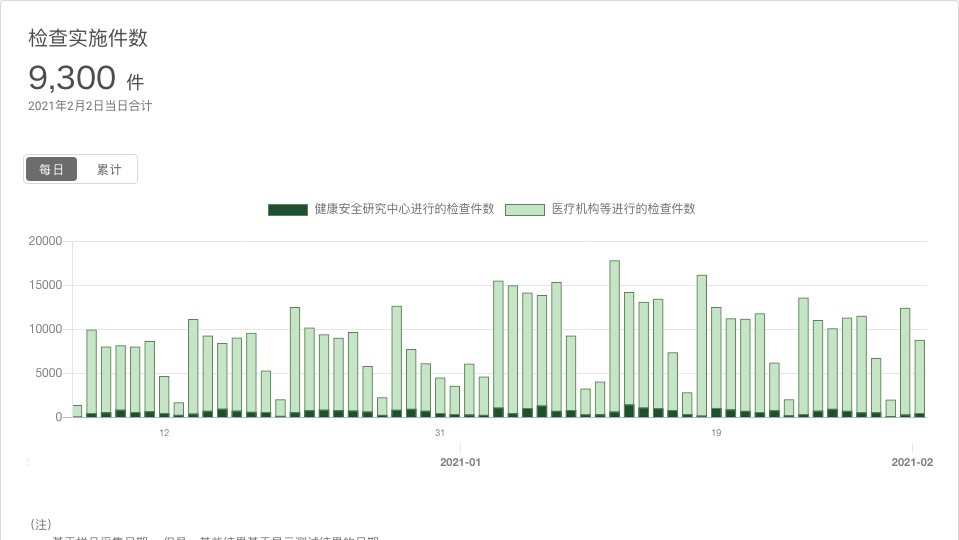 检查实施件数
9,300 件
2021年2月2日当日合计
每日 累计
健康安全研究中心进行的检查件数 医疗机构等进行的检查件数
20000
15000
10000
5000
0
12 31 19
2 2021-01 2021-02
（注）